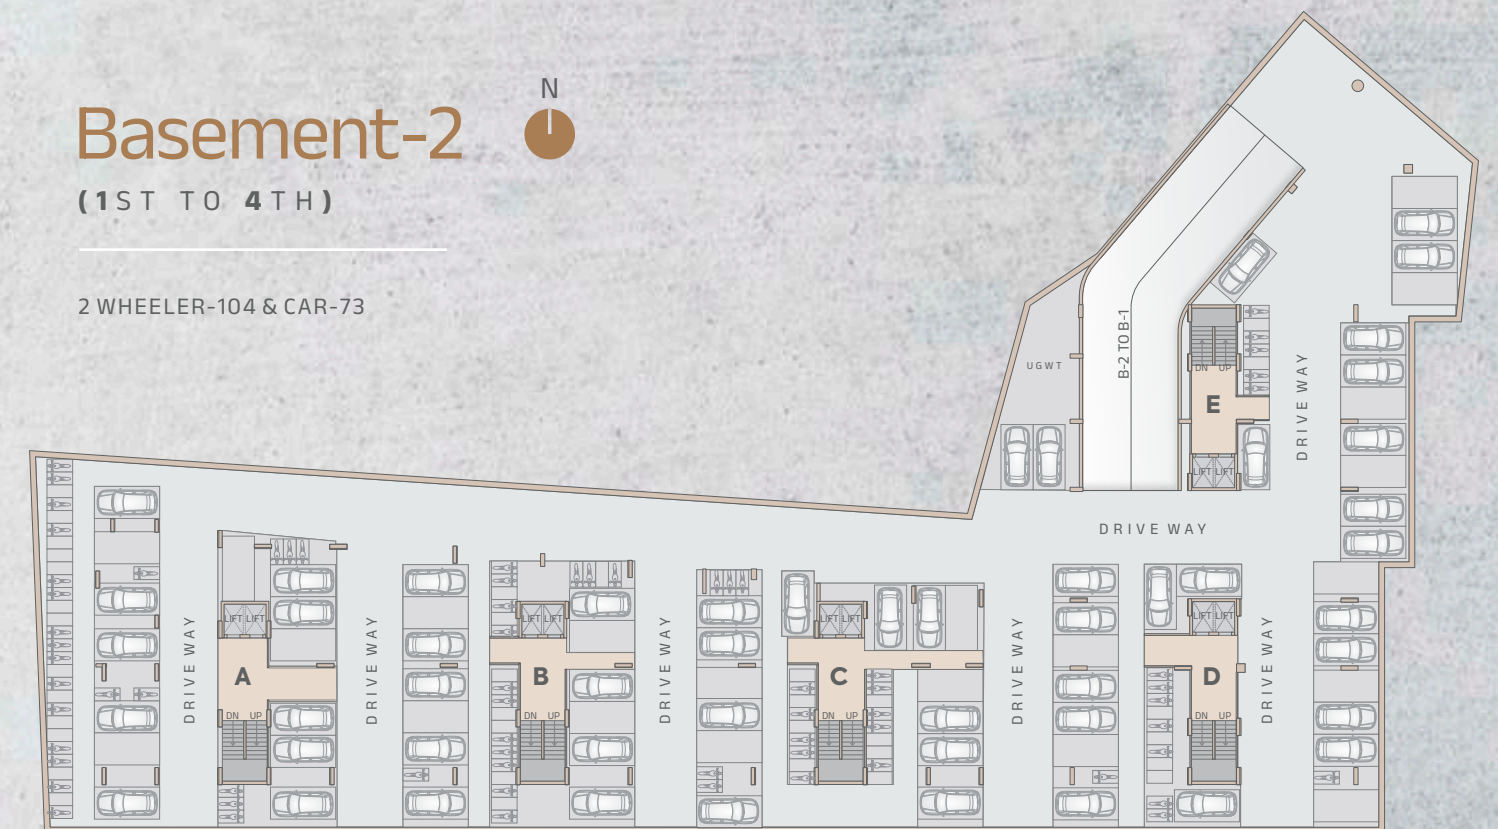 N
Basement-2
(1ST TO 4TH)
2 WHEELER-104 & CAR-73
B-2 TO B-1
UGWT
DN UP
E
LIFT LIFT
DRIVE WAY
DRIVE WAY
LIFT LIFT
A
DN UP
DRIVE WAY
DRIVE WAY
LIFT LIFT
B
DN UP
DRIVE WAY
LIFT LIFT
C
DN UP
DRIVE WAY
LIFT LIFT
D
DN UP
DRIVE WAY